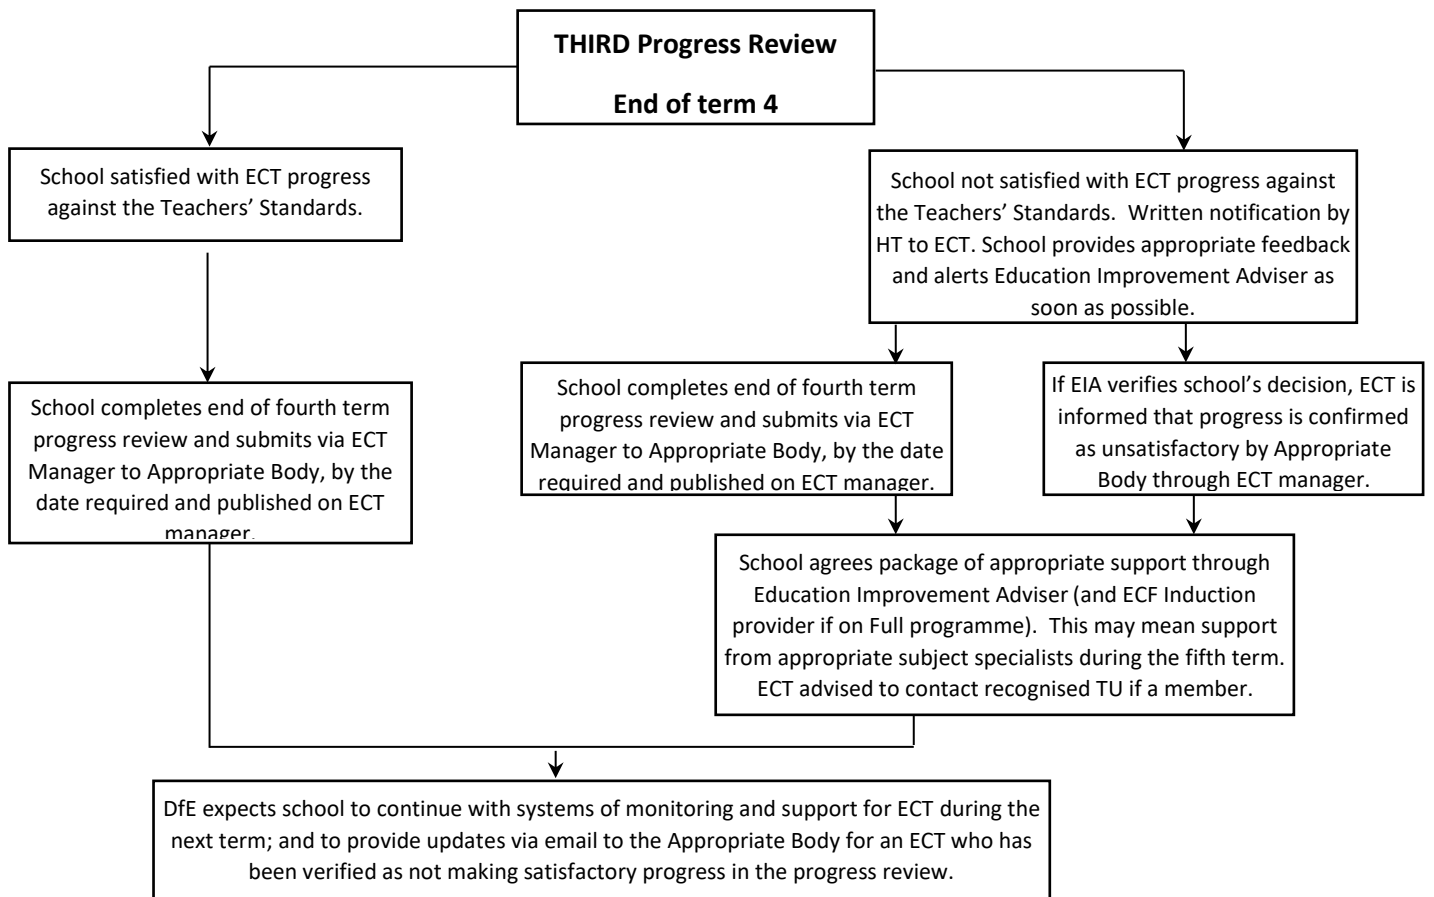 THIRD Progress Review
End of term 4
School satisfied with ECT progress
against the Teachers’ Standards.
School not satisfied with ECT progress against
the Teachers’ Standards.  Written notification by
HT to ECT. School provides appropriate feedback
and alerts Education Improvement Adviser as
soon as possible.
School completes end of fourth term
progress review and submits via ECT
Manager to Appropriate Body, by the
date required and published on ECT
manager.
School completes end of fourth term
progress review and submits via ECT
Manager to Appropriate Body, by the date
required and published on ECT manager.
If EIA verifies school’s decision, ECT is
informed that progress is confirmed
as unsatisfactory by Appropriate
Body through ECT manager.
School agrees package of appropriate support through
Education Improvement Adviser (and ECF Induction
provider if on Full programme).  This may mean support
from appropriate subject specialists during the fifth term.
ECT advised to contact recognised TU if a member.
DfE expects school to continue with systems of monitoring and support for ECT during the
next term; and to provide updates via email to the Appropriate Body for an ECT who has
been verified as not making satisfactory progress in the progress review.